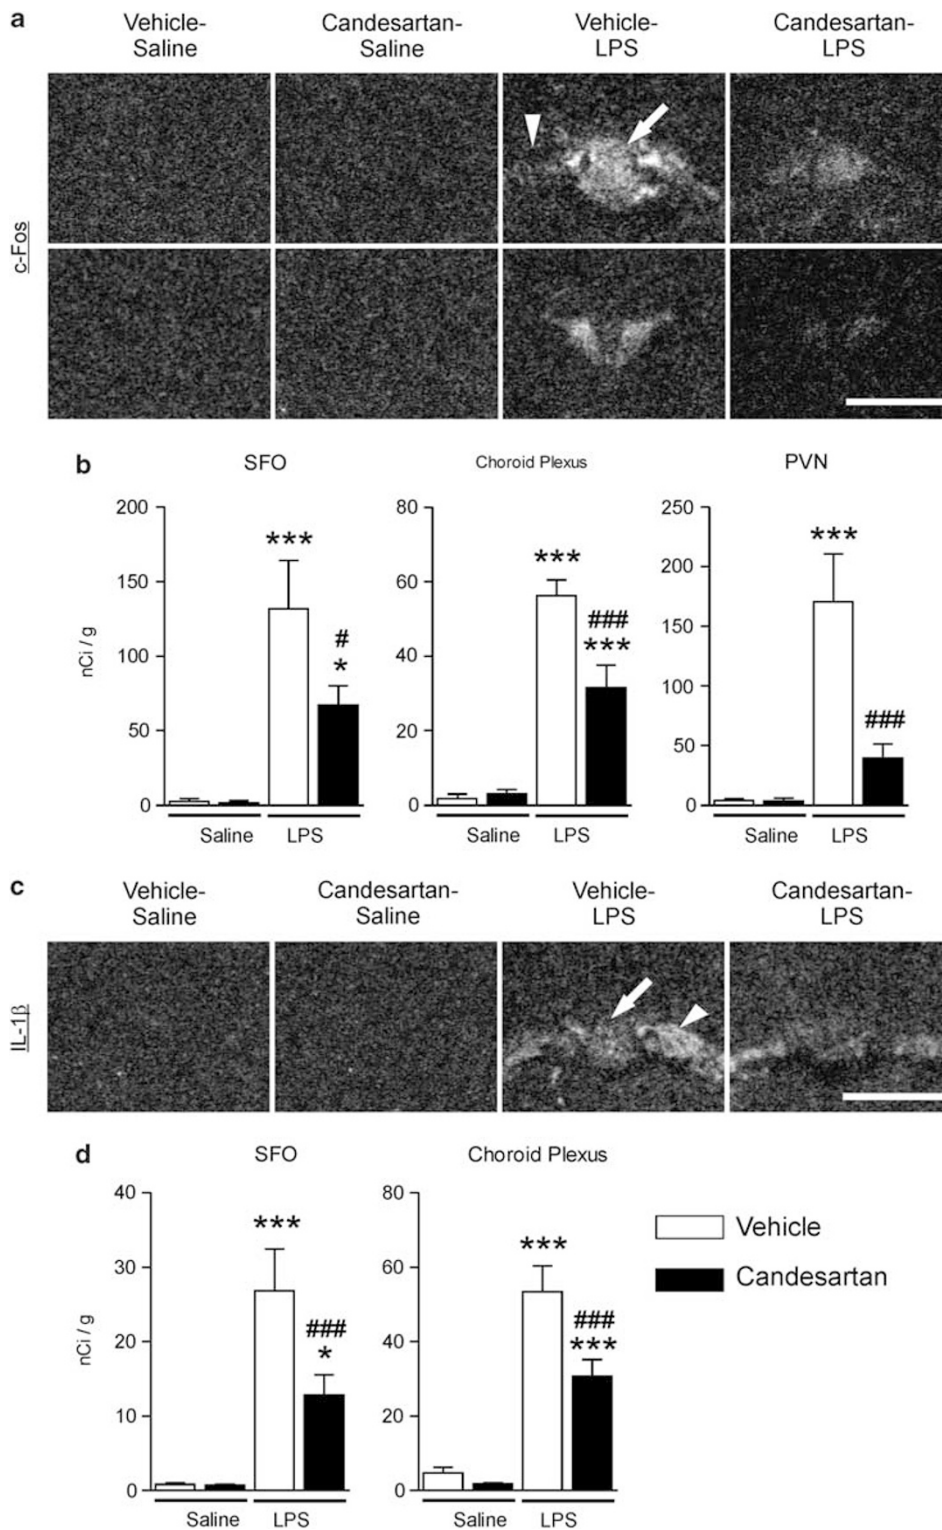 a
Vehicle- Candesartan- Vehicle- Candesartan-
Saline Saline LPS LPS
c-Fos
b
SFO Choroid Plexus PVN
200 80 250
150 60 200
100 40 150
50 20 100
0 0 50
0
nCi / g
*** *** ***
# ### ###
* ***
Saline LPS Saline LPS Saline LPS
c
Vehicle- Candesartan- Vehicle- Candesartan-
Saline Saline LPS LPS
IL-1β
d
SFO Choroid Plexus
40 80
30 60
20 40
10 20
0 0
nCi / g
*** ***
### ###
* ***
Saline LPS Saline LPS
Vehicle
Candesartan